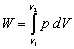 W = ∫_{v₁}^{v₂} p dV